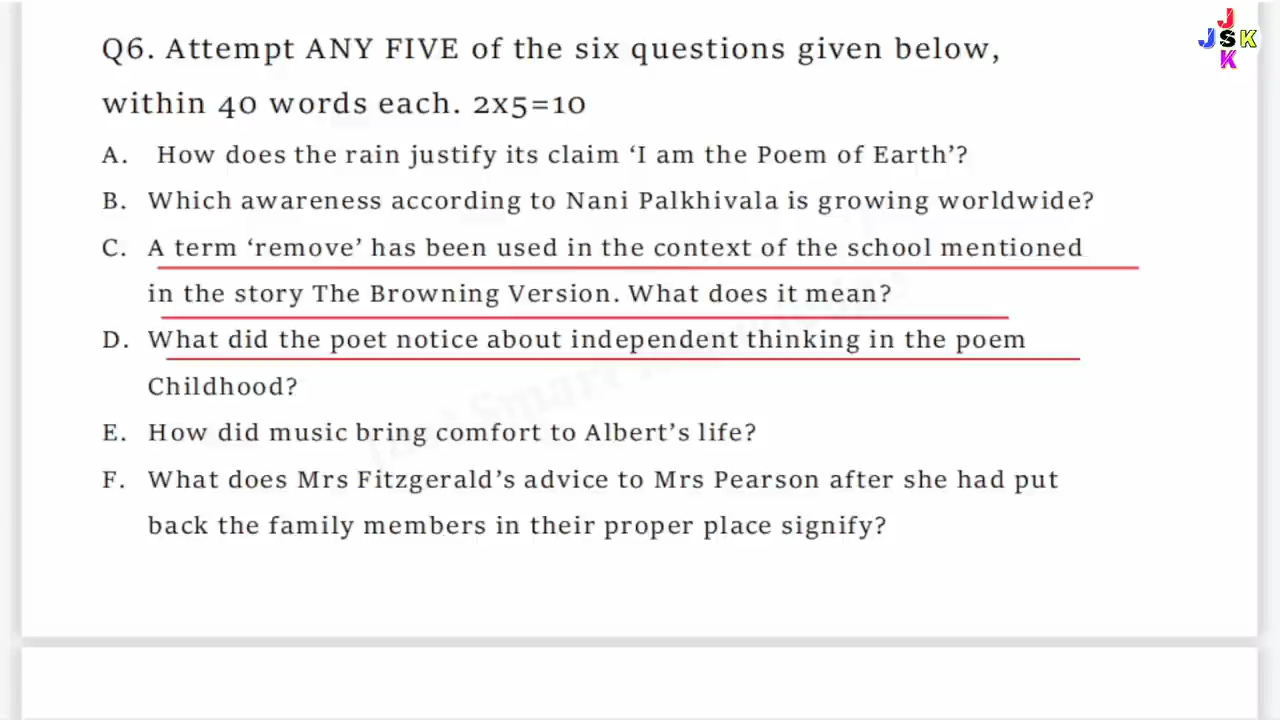 J
JSK
K
Q6. Attempt ANY FIVE of the six questions given below,
within 40 words each. 2x5=10
A. How does the rain justify its claim ‘I am the Poem of Earth’?
B. Which awareness according to Nani Palkhivala is growing worldwide?
C. A term ‘remove’ has been used in the context of the school mentioned
in the story The Browning Version. What does it mean?
D. What did the poet notice about independent thinking in the poem
Childhood?
E. How did music bring comfort to Albert’s life?
F. What does Mrs Fitzgerald’s advice to Mrs Pearson after she had put
back the family members in their proper place signify?